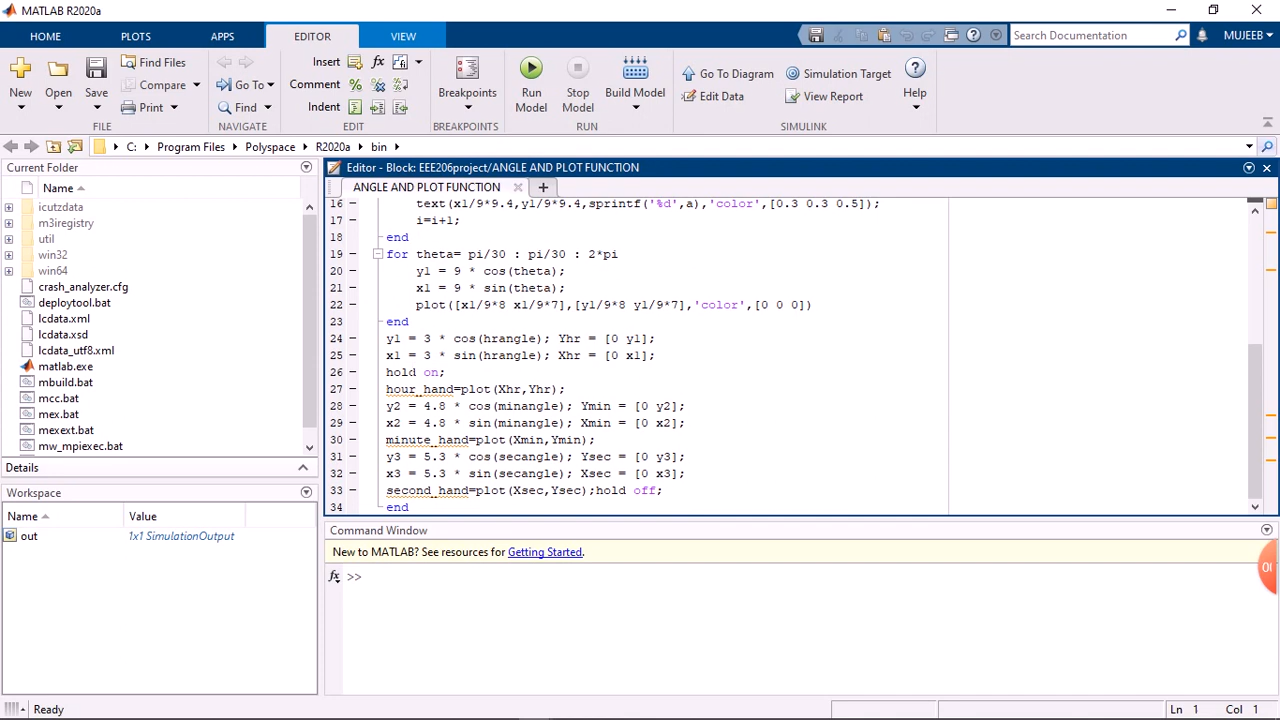 MATLAB R2020a
HOME PLOTS APPS EDITOR VIEW Search Documentation MUJEEB
New Open Save Find Files Compare Print Go To Find Insert Comment Indent fx Breakpoints Run Model Stop Model Build Model Go To Diagram Edit Data Simulation Target View Report Help
FILE NAVIGATE EDIT BREAKPOINTS RUN SIMULINK
C: Program Files Polyspace R2020a bin
Current Folder
Name
icutzdata
m3iregistry
util
win32
win64
crash_analyzer.cfg
deploytool.bat
lcdata.xml
lcdata.xsd
lcdata_utf8.xml
matlab.exe
mbuild.bat
mcc.bat
mex.bat
mexext.bat
mw_mpiexec.bat
Details
Workspace
Name Value
out 1x1 SimulationOutput
Editor - Block: EEE206project/ANGLE AND PLOT FUNCTION
ANGLE AND PLOT FUNCTION
16 text(x1/9*9.4,y1/9*9.4,sprintf('%d',a),'color',[0.3 0.3 0.5]);
17 i=i+1;
18 end
19 for theta= pi/30 : pi/30 : 2*pi
20 y1 = 9 * cos(theta);
21 x1 = 9 * sin(theta);
22 plot([x1/9*8 x1/9*7],[y1/9*8 y1/9*7],'color',[0 0 0])
23 end
24 y1 = 3 * cos(hrangle); Yhr = [0 y1];
25 x1 = 3 * sin(hrangle); Xhr = [0 x1];
26 hold on;
27 hour_hand=plot(Xhr,Yhr);
28 y2 = 4.8 * cos(minangle); Ymin = [0 y2];
29 x2 = 4.8 * sin(minangle); Xmin = [0 x2];
30 minute_hand=plot(Xmin,Ymin);
31 y3 = 5.3 * cos(secangle); Ysec = [0 y3];
32 x3 = 5.3 * sin(secangle); Xsec = [0 x3];
33 second_hand=plot(Xsec,Ysec);hold off;
34 end
Command Window
New to MATLAB? See resources for Getting Started.
fx >>
Ready Ln 1 Col 1